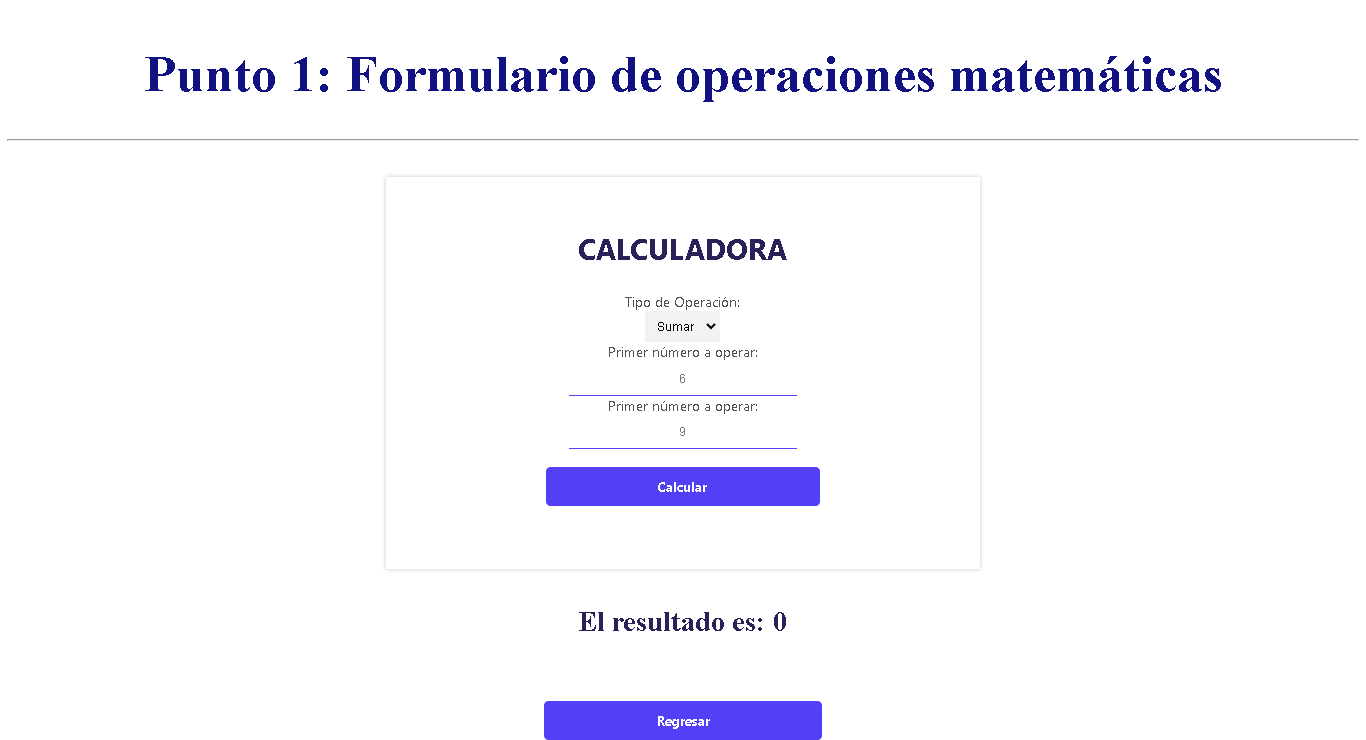 Punto 1: Formulario de operaciones matemáticas
CALCULADORA
Tipo de Operación:
Sumar
Primer número a operar:
6
Primer número a operar:
9
Calcular
El resultado es: 0
Regresar